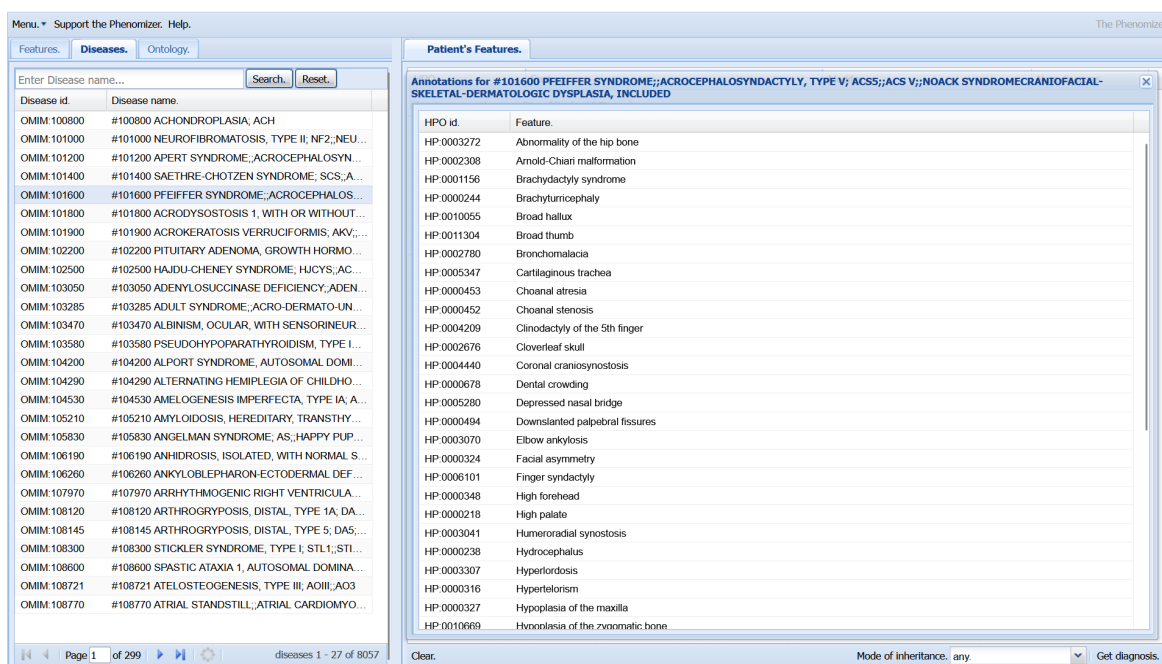 Menu. Support the Phenomizer. Help.
The Phenomize
Features. Diseases. Ontology.
Patient's Features.
Enter Disease name... Search. Reset.
Disease id. Disease name.
OMIM:100800 #100800 ACHONDROPLASIA; ACH
OMIM:101000 #101000 NEUROFIBROMATOSIS, TYPE II; NF2;;NEU...
OMIM:101200 #101200 APERT SYNDROME;;ACROCEPHALOSYN...
OMIM:101400 #101400 SAETHRE-CHOTZEN SYNDROME; SCS;;A...
OMIM:101600 #101600 PFEIFFER SYNDROME;;ACROCEPHALOS...
OMIM:101800 #101800 ACRODYSOSTOSIS 1, WITH OR WITHOUT...
OMIM:101900 #101900 ACROKERATOSIS VERRUCIFORMIS; AKV;;...
OMIM:102200 #102200 PITUITARY ADENOMA, GROWTH HORMO...
OMIM:102500 #102500 HAJDU-CHENEY SYNDROME; HJCYS;;AC...
OMIM:103050 #103050 ADENYLOSUCCINASE DEFICIENCY;;ADEN...
OMIM:103285 #103285 ADULT SYNDROME;;ACRO-DERMATO-UN...
OMIM:103470 #103470 ALBINISM, OCULAR, WITH SENSORINEUR...
OMIM:103580 #103580 PSEUDOHYPOPARATHYROIDISM, TYPE I...
OMIM:104200 #104200 ALPORT SYNDROME, AUTOSOMAL DOMI...
OMIM:104290 #104290 ALTERNATING HEMIPLEGIA OF CHILDHO...
OMIM:104530 #104530 AMELOGENESIS IMPERFECTA, TYPE IA; A...
OMIM:105210 #105210 AMYLOIDOSIS, HEREDITARY, TRANSTHY...
OMIM:105830 #105830 ANGELMAN SYNDROME; AS;;HAPPY PUP...
OMIM:106190 #106190 ANHIDROSIS, ISOLATED, WITH NORMAL S...
OMIM:106260 #106260 ANKYLOBLEPHARON-ECTODERMAL DEF...
OMIM:107970 #107970 ARRHYTHMOGENIC RIGHT VENTRICULA...
OMIM:108120 #108120 ARTHROGRYPOSIS, DISTAL, TYPE 1A; DA...
OMIM:108145 #108145 ARTHROGRYPOSIS, DISTAL, TYPE 5; DA5;...
OMIM:108300 #108300 STICKLER SYNDROME, TYPE I; STL1;;STI...
OMIM:108600 #108600 SPASTIC ATAXIA 1, AUTOSOMAL DOMINA...
OMIM:108721 #108721 ATELOSTEOGENESIS, TYPE III; AOIII;;AO3
OMIM:108770 #108770 ATRIAL STANDSTILL;;ATRIAL CARDIOMYO...
Page 1 of 299 diseases 1 - 27 of 8057
Annotations for #101600 PFEIFFER SYNDROME;;ACROCEPHALOSYNDACTYLY, TYPE V; ACS5;;ACS V;;NOACK SYNDROMECRANIOFACIAL-
SKELETAL-DERMATOLOGIC DYSPLASIA, INCLUDED
HPO id. Feature.
HP:0003272 Abnormality of the hip bone
HP:0002308 Arnold-Chiari malformation
HP:0001156 Brachydactyly syndrome
HP:0000244 Brachyturricephaly
HP:0010055 Broad hallux
HP:0011304 Broad thumb
HP:0002780 Bronchomalacia
HP:0005347 Cartilaginous trachea
HP:0000453 Choanal atresia
HP:0000452 Choanal stenosis
HP:0004209 Clinodactyly of the 5th finger
HP:0002676 Cloverleaf skull
HP:0004440 Coronal craniosynostosis
HP:0000678 Dental crowding
HP:0005280 Depressed nasal bridge
HP:0000494 Downslanted palpebral fissures
HP:0003070 Elbow ankylosis
HP:0000324 Facial asymmetry
HP:0006101 Finger syndactyly
HP:0000348 High forehead
HP:0000218 High palate
HP:0003041 Humeroradial synostosis
HP:0000238 Hydrocephalus
HP:0003307 Hyperlordosis
HP:0000316 Hypertelorism
HP:0000327 Hypoplasia of the maxilla
HP:0010669 Hypoplasia of the zygomatic bone
Clear. Mode of inheritance. any. Get diagnosis.